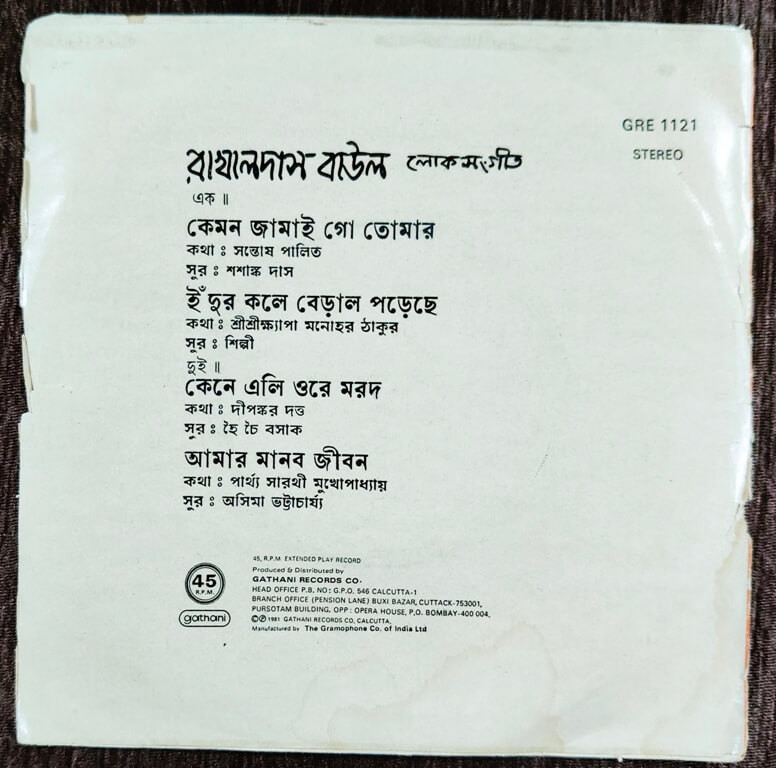 GRE 1121
STEREO
রাখালদাস বাউল লোকসংগীত
এক ॥
কেমন জামাই গো তোমার
কথা : সন্তোষ পালিত
সুর : শশাঙ্ক দাস
ইঁদুর কলে বেড়াল পড়েছে
কথা : শ্রীশ্রীক্ষ্যাপা মনোহর ঠাকুর
সুর : শিল্পী
দুই ॥
কেনে এলি ওরে মরদ
কথা : দীপঙ্কর দত্ত
সুর : হৈ চৈ বসাক
আমার মানব জীবন
কথা : পার্থ্য সারথী মুখোপাধ্যায়
সুর : অসিমা ভট্টাচার্য্য
45, R.P.M. EXTENDED PLAY RECORD
Produced & Distributed by
GATHANI RECORDS CO.
HEAD OFFICE P.B. NO: G.P.O. 546 CALCUTTA-1
BRANCH OFFICE (PENSION LANE) BUXI BAZAR, CUTTACK-753001,
PURSOTAM BUILDING, OPP: OPERA HOUSE, P.O. BOMBAY-400 004.
©℗ 1981 GATHANI RECORDS CO, CALCUTTA.
Manufactured by The Gramophone Co. of India Ltd
45
R.P.M.
gathani